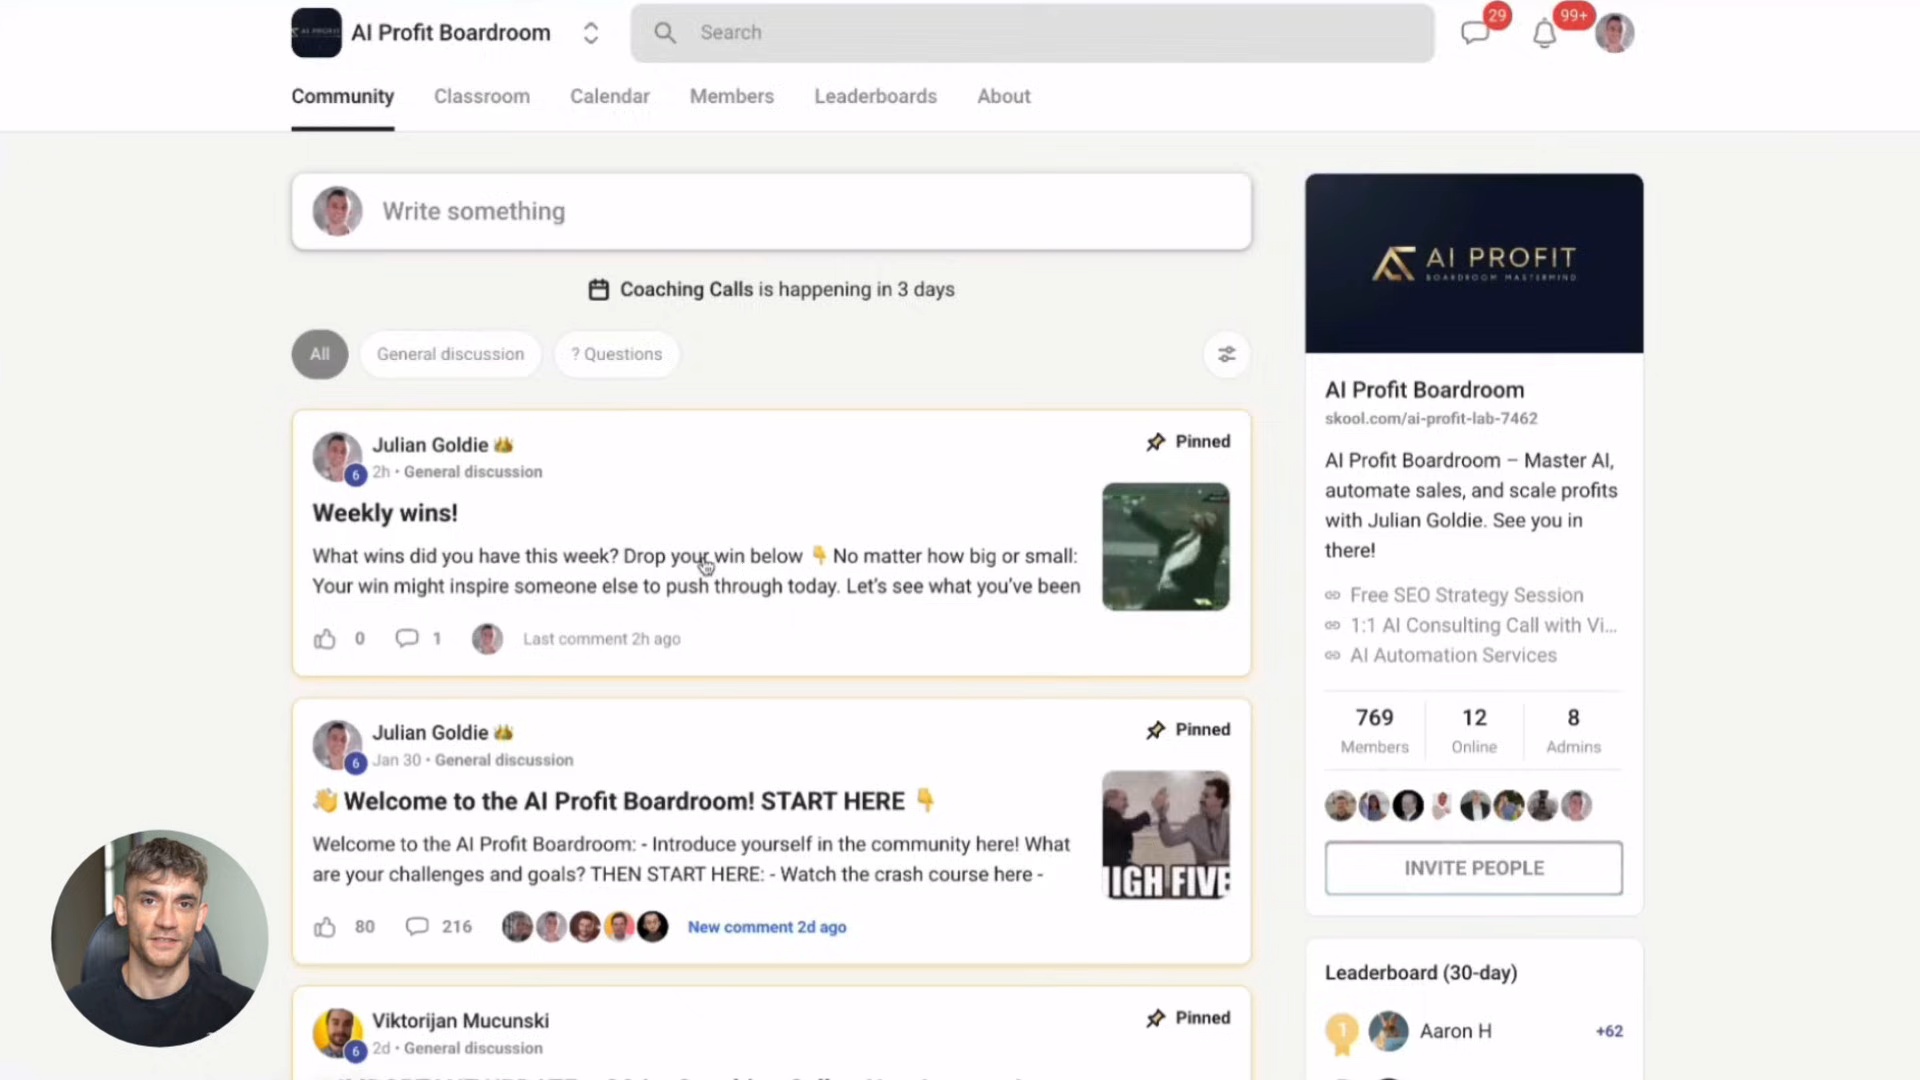 AI Profit Boardroom
Search
29
99+
Community
Classroom
Calendar
Members
Leaderboards
About
Write something
Coaching Calls is happening in 3 days
All
General discussion
? Questions
Julian Goldie
6
2h · General discussion
Pinned
Weekly wins!
What wins did you have this week? Drop your win below 👇 No matter how big or small:
Your win might inspire someone else to push through today. Let's see what you've been
0
1
Last comment 2h ago
Julian Goldie
6
Jan 30 · General discussion
Pinned
👋 Welcome to the AI Profit Boardroom! START HERE 👇
Welcome to the AI Profit Boardroom: - Introduce yourself in the community here! What
are your challenges and goals? THEN START HERE: - Watch the crash course here -
HIGH FIVE
80
216
New comment 2d ago
Viktorijan Mucunski
6
2d · General discussion
Pinned
AI PROFIT
BOARDROOM MASTERMIND
AI Profit Boardroom
skool.com/ai-profit-lab-7462
AI Profit Boardroom – Master AI,
automate sales, and scale profits
with Julian Goldie. See you in
there!
Free SEO Strategy Session
1:1 AI Consulting Call with Vi...
AI Automation Services
769
Members
12
Online
8
Admins
INVITE PEOPLE
Leaderboard (30-day)
1
Aaron H
+62